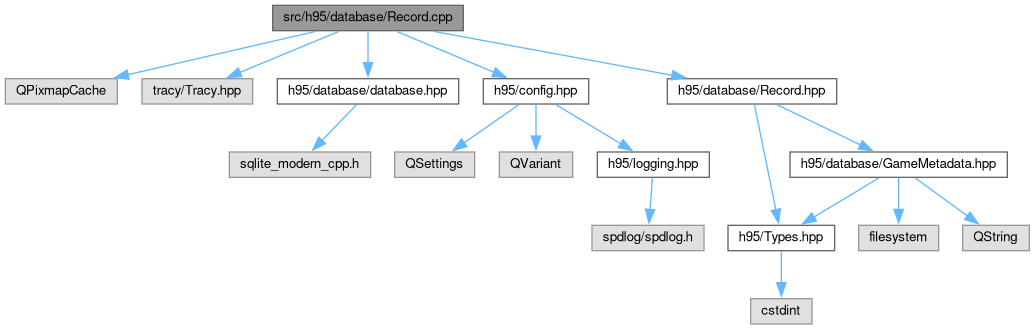 src/h95/database/Record.cpp
QPixmapCache
tracy/Tracy.hpp
h95/database/database.hpp
h95/config.hpp
h95/database/Record.hpp
sqlite_modern_cpp.h
QSettings
QVariant
h95/logging.hpp
h95/database/GameMetadata.hpp
spdlog/spdlog.h
h95/Types.hpp
filesystem
QString
cstdint